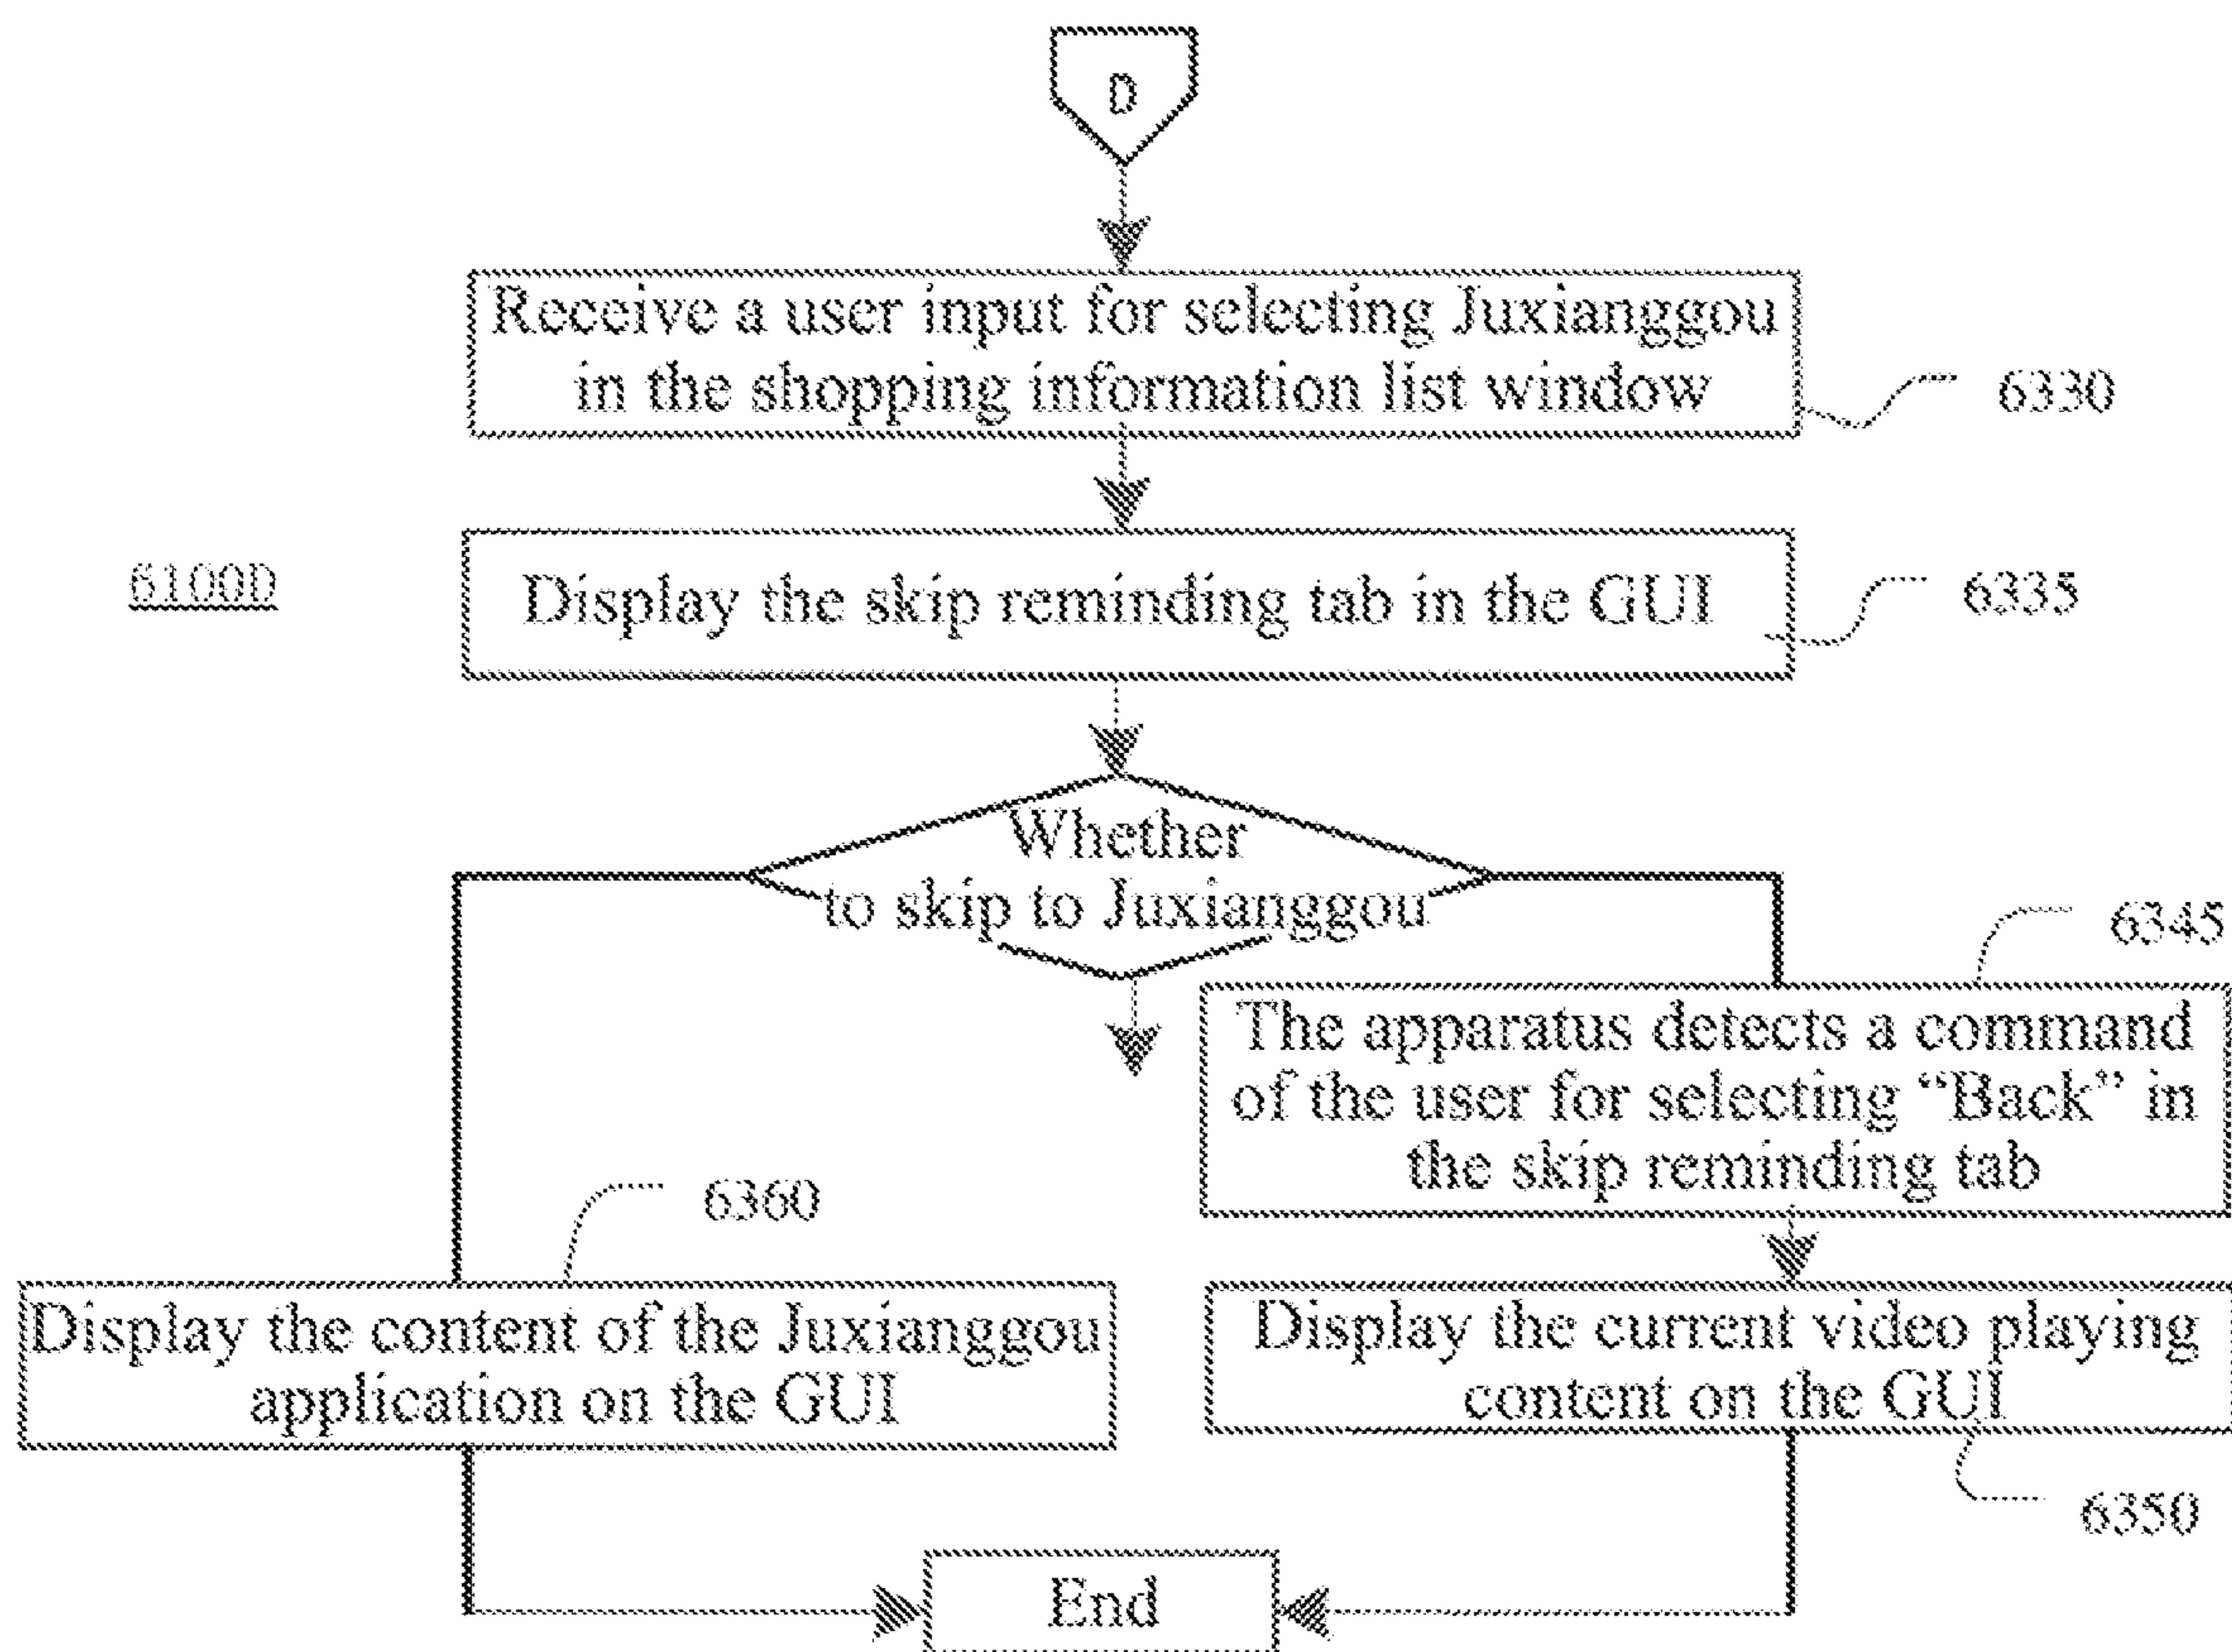 D
Receive a user input for selecting Juxianggou
in the shopping information list window
6330
6100D
Display the skip reminding tab in the GUI
6335
Whether
to skip to Juxianggou
6345
The apparatus detects a command
of the user for selecting “Back” in
the skip reminding tab
6360
Display the content of the Juxianggou
application on the GUI
Display the current video playing
content on the GUI
6350
End